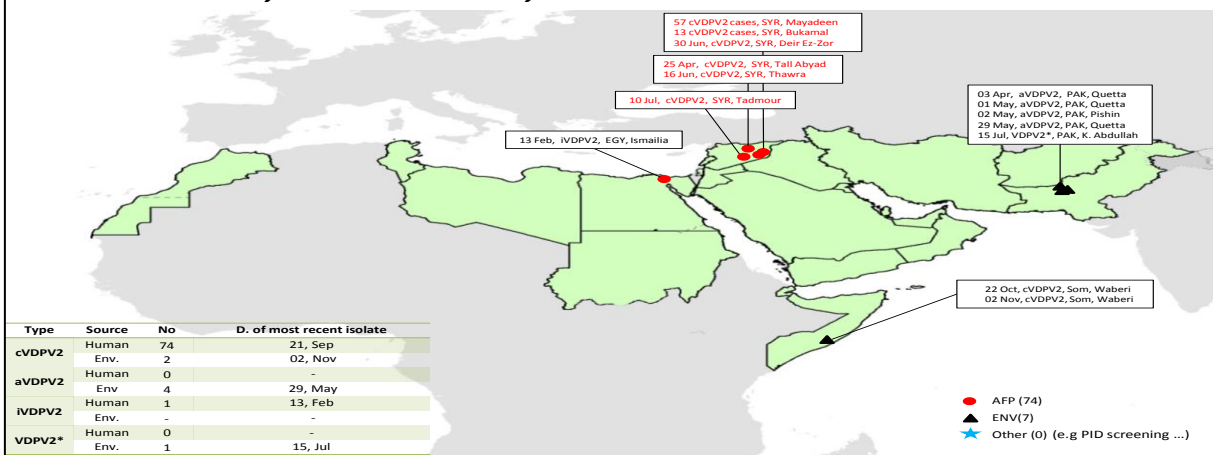 57 cVDPV2 cases, SYR, Mayadeen
13 cVDPV2 cases, SYR, Bukamal
30 Jun, cVDPV2, SYR, Deir Ez-Zor
25 Apr, cVDPV2, SYR, Tall Abyad
16 Jun, cVDPV2, SYR, Thawra
10 Jul, cVDPV2, SYR, Tadmour
13 Feb, iVDPV2, EGY, Ismailia
03 Apr, aVDPV2, PAK, Quetta
01 May, aVDPV2, PAK, Quetta
02 May, aVDPV2, PAK, Pishin
29 May, aVDPV2, PAK, Quetta
15 Jul, VDPV2*, PAK, K. Abdullah
22 Oct, cVDPV2, Som, Waberi
02 Nov, cVDPV2, Som, Waberi
Type Source No D. of most recent isolate
cVDPV2 Human 74 21, Sep
Env. 2 02, Nov
aVDPV2 Human 0 -
Env 4 29, May
iVDPV2 Human 1 13, Feb
Env. - -
VDPV2* Human 0 -
Env. 1 15, Jul
AFP (74)
ENV(7)
Other (0) (e.g PID screening ...)